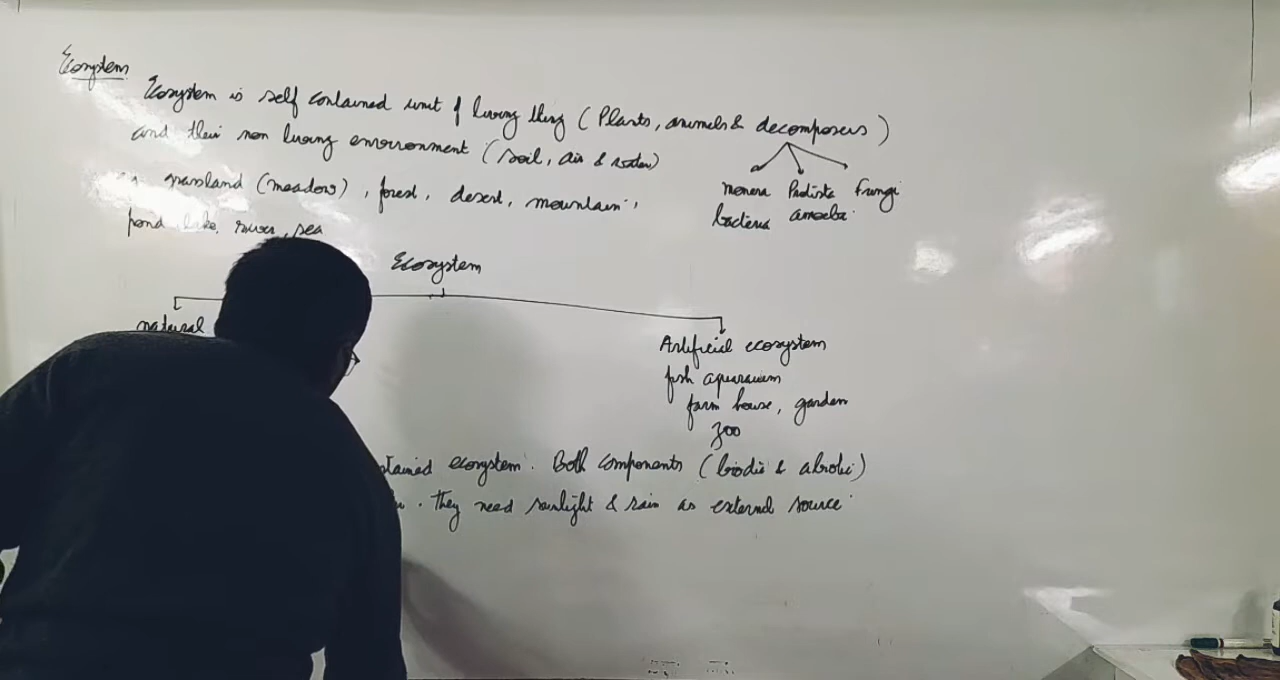 Ecosystem
Ecosystem is self contained unit of living thing (Plants, animals & decomposers)
and their non living environment (soil, air & water)
monera Protista Fungi
grassland (meadow), forest, desert, mountain,
bacteria amoeba
pond lake, river, sea
Ecosystem
natural
Artificial ecosystem
fish aquarium
farm house, garden
zoo
ecosystem. Both components (biotic & abiotic)
. They need sunlight & rain as external source